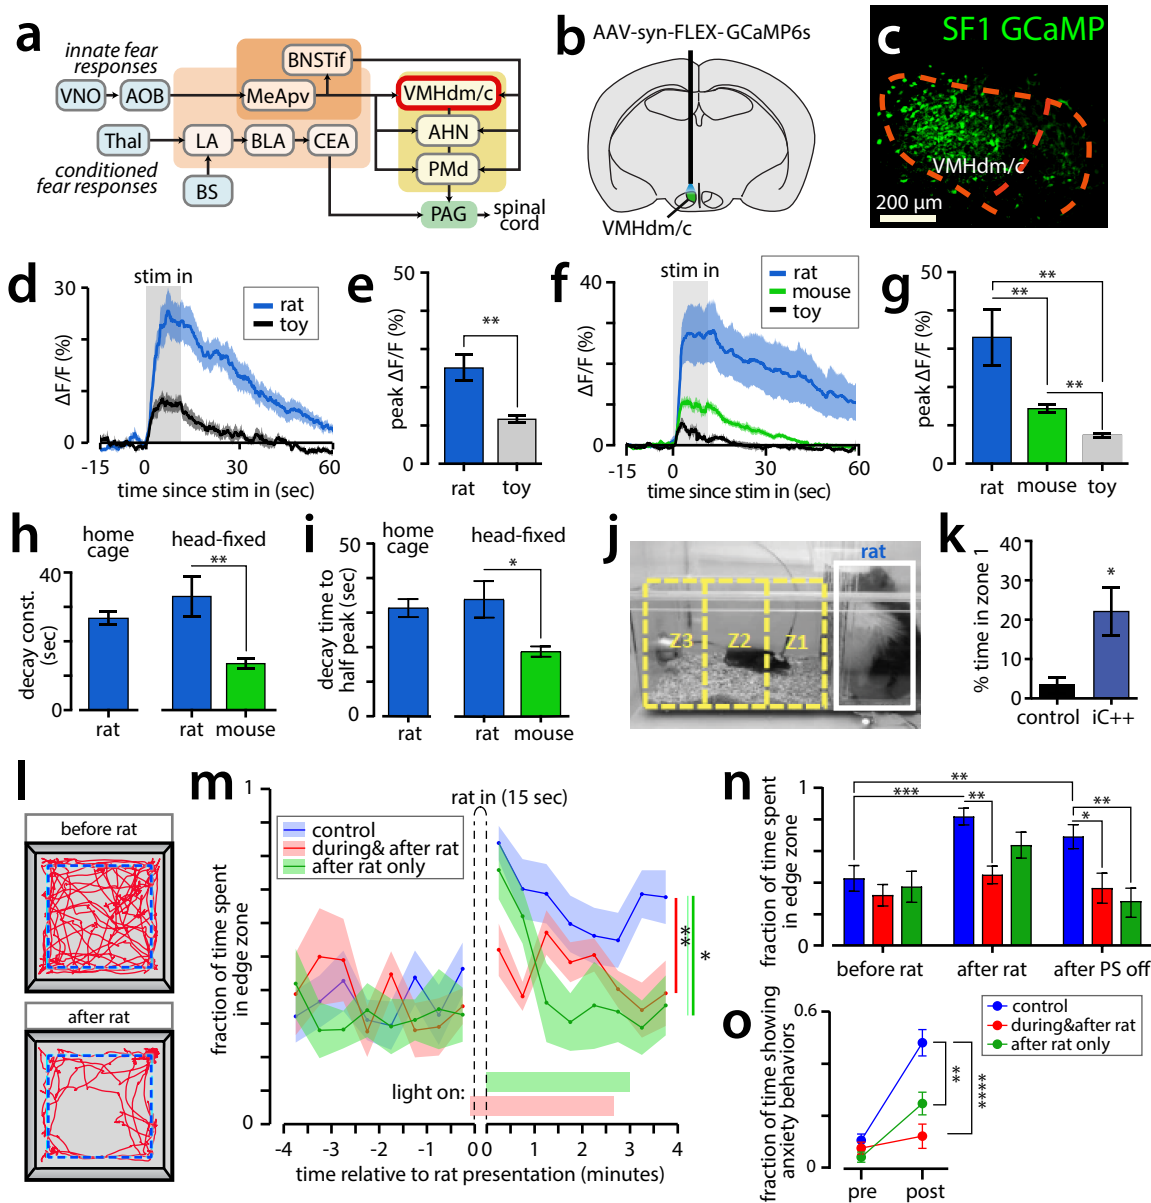 a
innate fear
responses
VNO
AOB
MeApv
BNSTif
VMHdm/c
AHN
PMd
PAG
spinal
cord
Thal
LA
BLA
CEA
BS
conditioned
fear responses
b
AAV-syn-FLEX-GCaMP6s
VMHdm/c
c
SF1 GCaMP
VMHdm/c
200 µm
d
stim in
rat
toy
ΔF/F (%)
30
0
-15 0 30 60
time since stim in (sec)
e
peak ΔF/F (%)
50
0
**
rat toy
f
stim in
rat
mouse
toy
ΔF/F (%)
40
20
0
-15 0 30 60
time since stim in (sec)
g
peak ΔF/F (%)
50
0
**
**
**
rat mouse toy
h
home
cage
head-fixed
**
decay const.
(sec)
40
20
0
rat rat mouse
i
home
cage
head-fixed
*
decay time to
half peak (sec)
50
0
rat rat mouse
j
rat
Z3 Z2 Z1
k
% time in zone 1
40
30
20
10
0
*
control iC++
l
before rat
after rat
m
rat in (15 sec)
control
during& after rat
after rat only
fraction of time spent
in edge zone
1
0
**
*
light on:
-4 -3 -2 -1 0 0 1 2 3 4
time relative to rat presentation (minutes)
n
fraction of time spent
in edge zone
1
0
**
***
**
**
*
before rat after rat after PS off
o
control
during&after rat
after rat only
fraction of time showing
anxiety behaviors
0.6
0
**
****
pre post